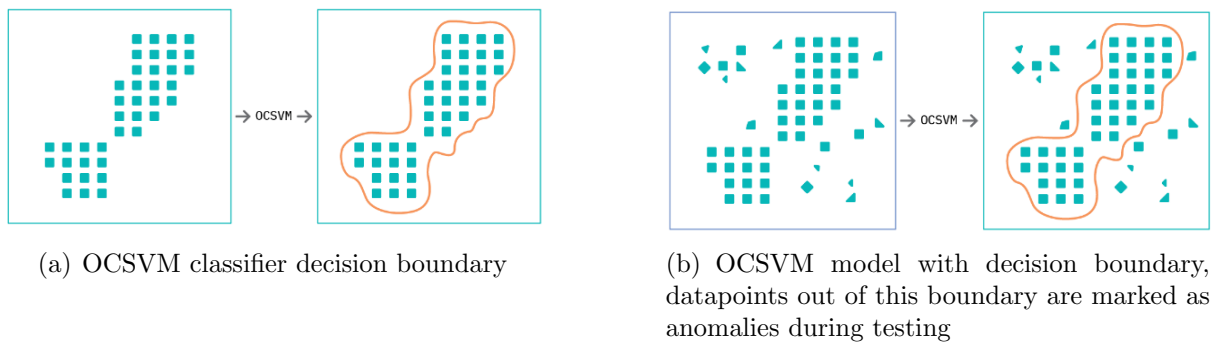 OCSVM
OCSVM
(a) OCSVM classifier decision boundary
(b) OCSVM model with decision boundary,
datapoints out of this boundary are marked as
anomalies during testing